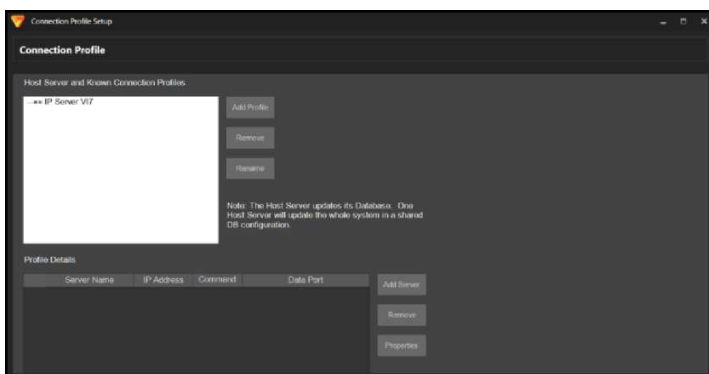 Connection Profile Setup
Connection Profile
Host Server and Known Connection Profiles
IP Server VI7
Add Profile
Remove
Rename
Note: The Host Server updates its Database. One
Host Server will update the whole system in a shared
DB configuration.
Profile Details
Server Name IP Address Command Data Port
Add Server
Remove
Properties